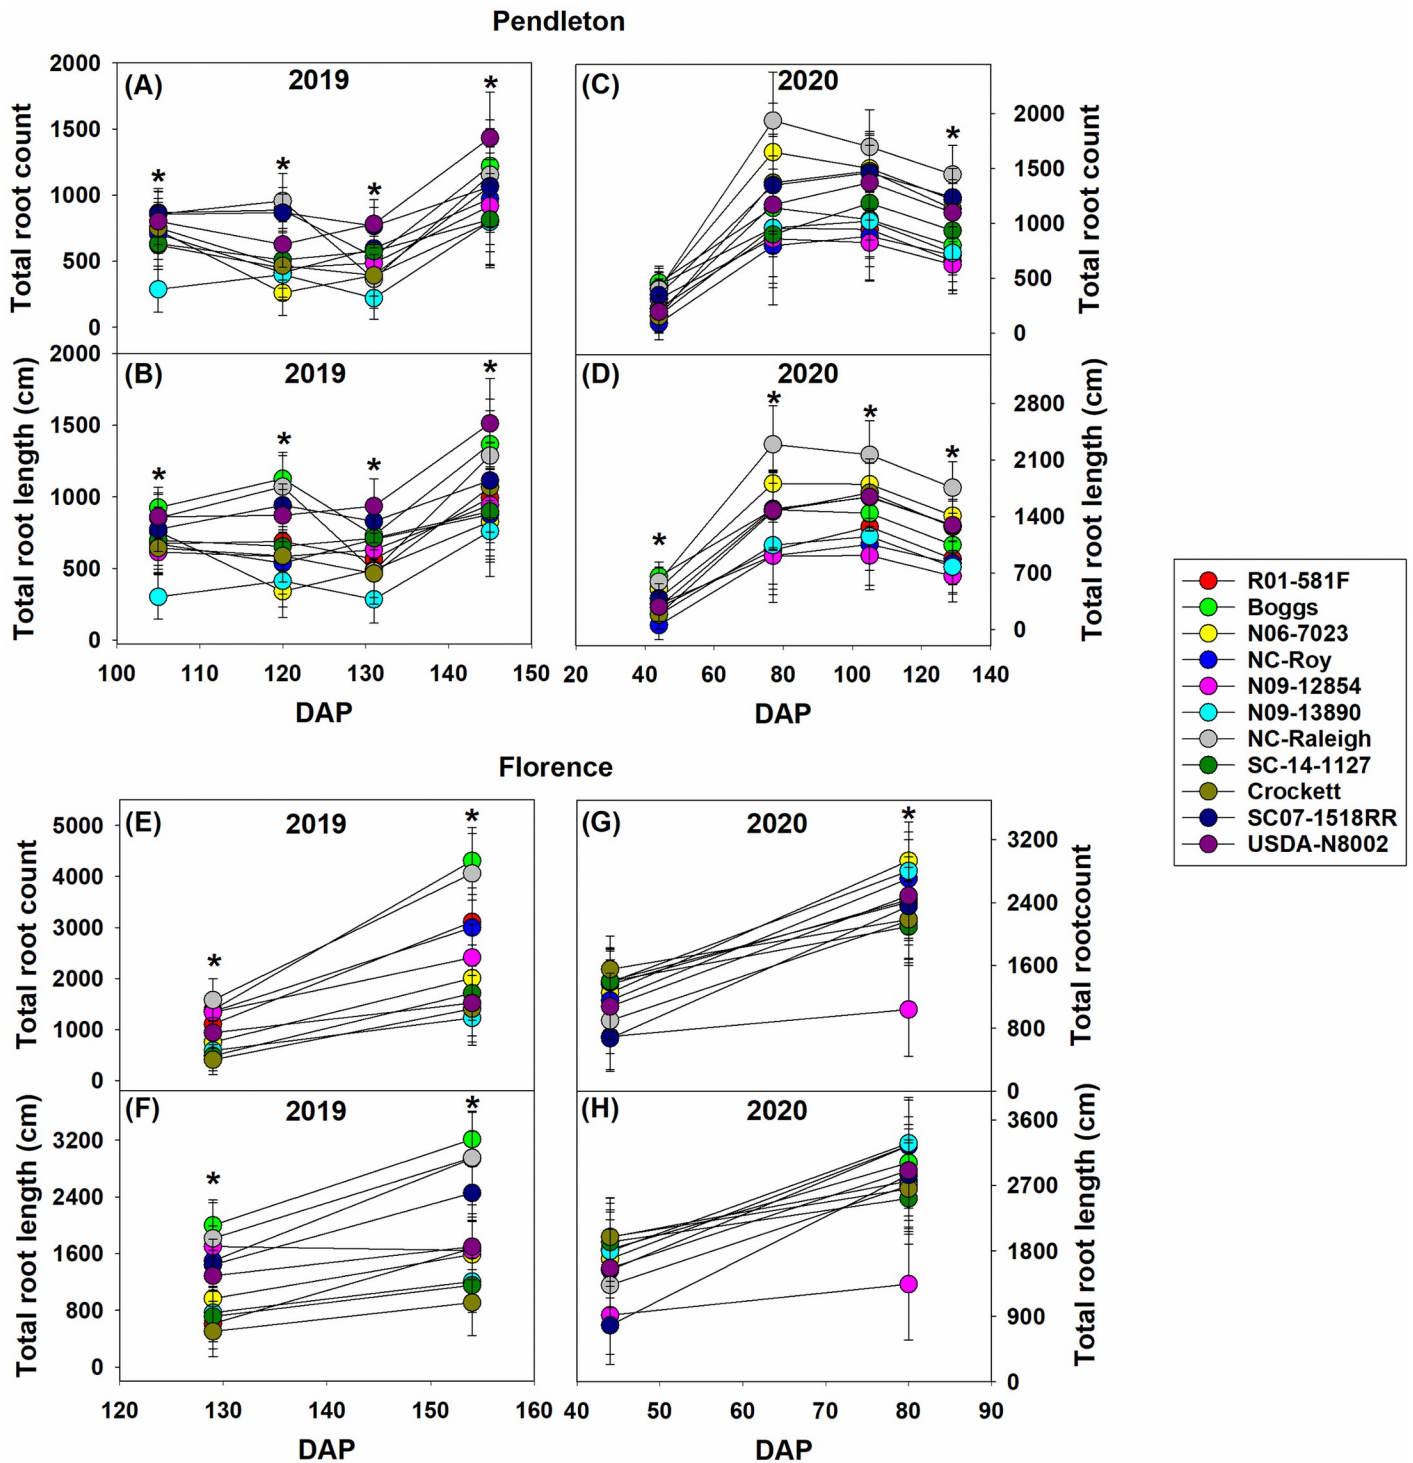 Pendleton
(A) 2019 *
Total root count
2000
1500
1000
500
0
* * *
(C) 2020
Total root count
2000
1500
1000
500
0
*
(B) 2019 *
Total root length (cm)
2000
1500
1000
500
0
* * *
100 110 120 130 140 150
DAP
(D) 2020
Total root length (cm)
2800
2100
1400
700
0
* * * *
20 40 60 80 100 120 140
DAP
R01-581F
Boggs
N06-7023
NC-Roy
N09-12854
N09-13890
NC-Raleigh
SC-14-1127
Crockett
SC07-1518RR
USDA-N8002
Florence
(E) 2019 *
Total root count
5000
4000
3000
2000
1000
0
*
(G) 2020 *
Total rootcount
3200
2400
1600
800
0
(F) 2019 *
Total root length (cm)
3200
2400
1600
800
0
*
120 130 140 150 160
DAP
(H) 2020
Total root length (cm)
3600
2700
1800
900
0
40 50 60 70 80 90
DAP